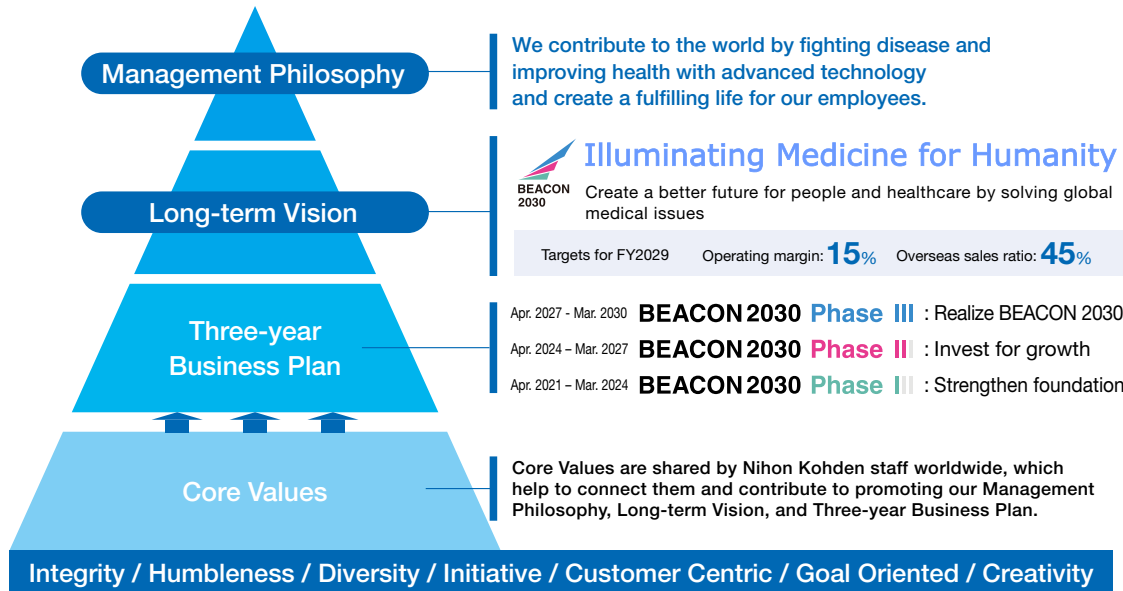 Management Philosophy
We contribute to the world by fighting disease and
improving health with advanced technology
and create a fulfilling life for our employees.
Long-term Vision
BEACON
2030
Illuminating Medicine for Humanity
Create a better future for people and healthcare by solving global
medical issues
Targets for FY2029 Operating margin: 15% Overseas sales ratio: 45%
Three-year
Business Plan
Apr. 2027 - Mar. 2030 BEACON 2030 Phase III : Realize BEACON 2030
Apr. 2024 – Mar. 2027 BEACON 2030 Phase II : Invest for growth
Apr. 2021 – Mar. 2024 BEACON 2030 Phase I : Strengthen foundation
Core Values
Core Values are shared by Nihon Kohden staff worldwide, which
help to connect them and contribute to promoting our Management
Philosophy, Long-term Vision, and Three-year Business Plan.
Integrity / Humbleness / Diversity / Initiative / Customer Centric / Goal Oriented / Creativity